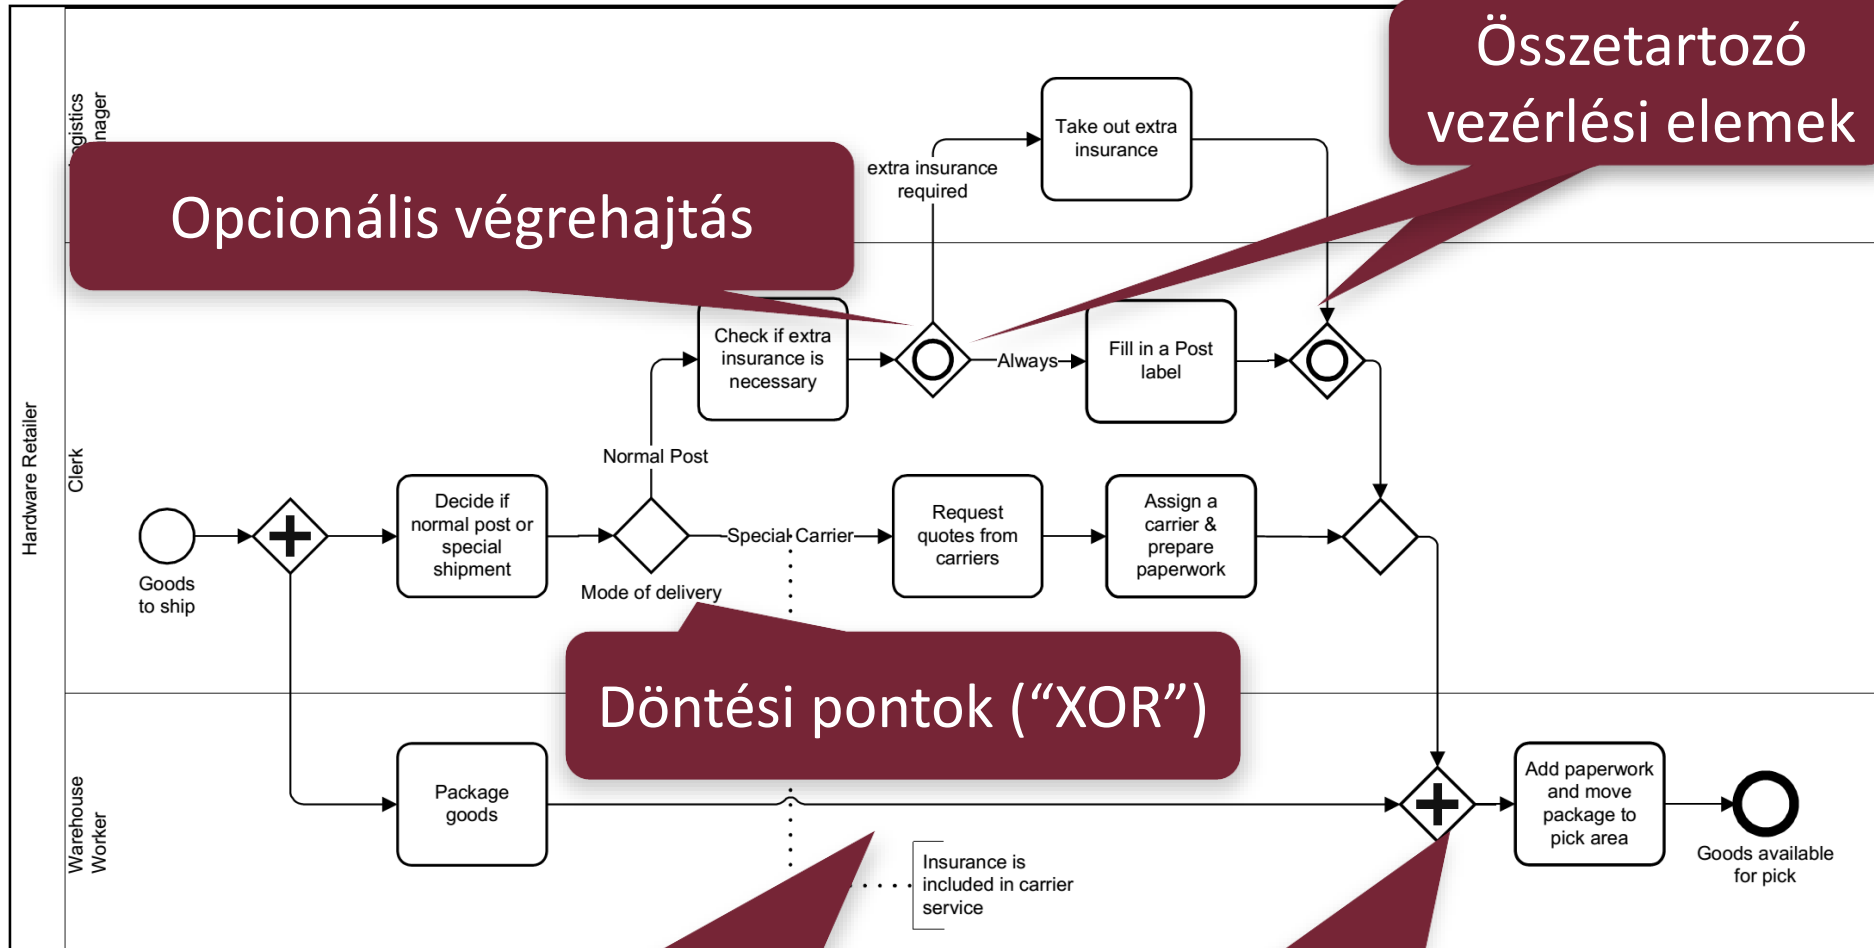 Összetartozó
vezérlési elemek
Opcionális végrehajtás
extra insurance
required
Take out extra
insurance
Hardware Retailer
Clerk
Check if extra
insurance is
necessary
Always
Fill in a Post
label
Normal Post
Goods
to ship
Decide if
normal post or
special
shipment
Mode of delivery
Special Carrier
Request
quotes from
carriers
Assign a
carrier &
prepare
paperwork
Döntési pontok (“XOR”)
Warehouse
Worker
Package
goods
Insurance is
included in carrier
service
Add paperwork
and move
package to
pick area
Goods available
for pick